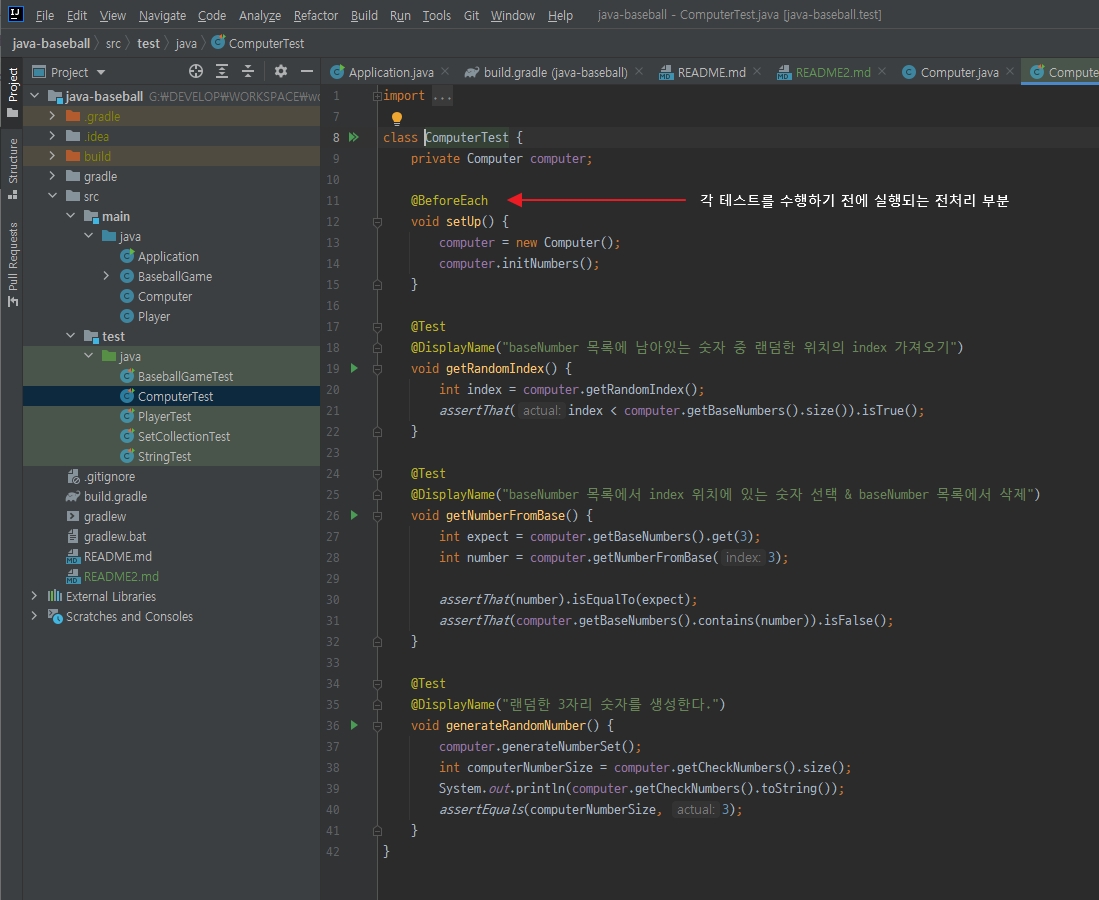 File Edit View Navigate Code Analyze Refactor Build Run Tools Git Window Help java-baseball - ComputerTest.java [java-baseball.test]
java-baseball src test java ComputerTest
Project
Application.java build.gradle (java-baseball) README.md README2.md Computer.java Compute
Project
Structure
Pull Requests
java-baseball G:₩DEVELOP₩WORKSPACE₩wo
.gradle
.idea
build
gradle
src
main
java
Application
BaseballGame
Computer
Player
test
java
BaseballGameTest
ComputerTest
PlayerTest
SetCollectionTest
StringTest
.gitignore
build.gradle
gradlew
gradlew.bat
README.md
README2.md
External Libraries
Scratches and Consoles
1 import ...
7
8 class ComputerTest {
9 private Computer computer;
10
11 @BeforeEach 각 테스트를 수행하기 전에 실행되는 전처리 부분
12 void setUp() {
13 computer = new Computer();
14 computer.initNumbers();
15 }
16
17 @Test
18 @DisplayName("baseNumber 목록에 남아있는 숫자 중 랜덤한 위치의 index 가져오기")
19 void getRandomIndex() {
20 int index = computer.getRandomIndex();
21 assertThat( actual: index < computer.getBaseNumbers().size()).isTrue();
22 }
23
24 @Test
25 @DisplayName("baseNumber 목록에서 index 위치에 있는 숫자 선택 & baseNumber 목록에서 삭제")
26 void getNumberFromBase() {
27 int expect = computer.getBaseNumbers().get(3);
28 int number = computer.getNumberFromBase( index: 3);
29
30 assertThat(number).isEqualTo(expect);
31 assertThat(computer.getBaseNumbers().contains(number)).isFalse();
32 }
33
34 @Test
35 @DisplayName("랜덤한 3자리 숫자를 생성한다.")
36 void generateRandomNumber() {
37 computer.generateNumberSet();
38 int computerNumberSize = computer.getCheckNumbers().size();
39 System.out.println(computer.getCheckNumbers().toString());
40 assertEquals(computerNumberSize, actual: 3);
41 }
42 }